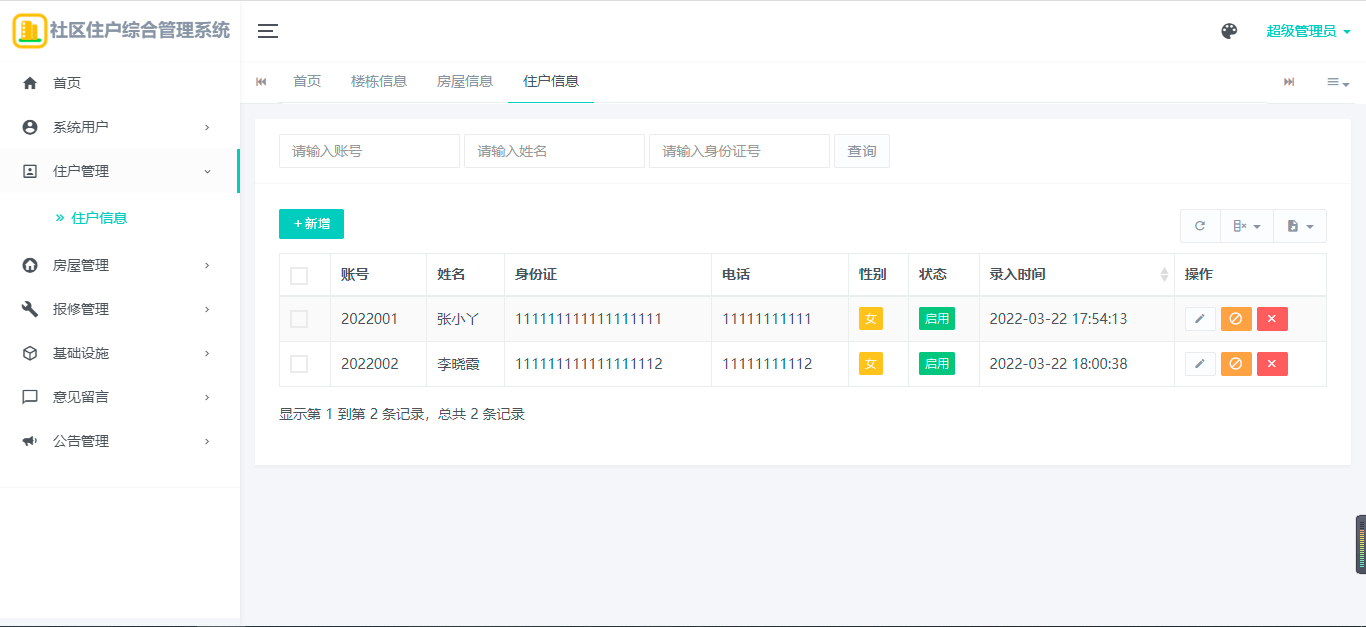 社区住户综合管理系统
超级管理员
首页
系统用户
住户管理
住户信息
房屋管理
报修管理
基础设施
意见留言
公告管理
首页 楼栋信息 房屋信息 住户信息
请输入账号 请输入姓名 请输入身份证号 查询
+ 新增
账号 姓名 身份证 电话 性别 状态 录入时间 操作
2022001 张小丫 111111111111111111 11111111111 女 启用 2022-03-22 17:54:13
2022002 李晓霞 111111111111111112 11111111112 女 启用 2022-03-22 18:00:38
显示第 1 到第 2 条记录，总共 2 条记录